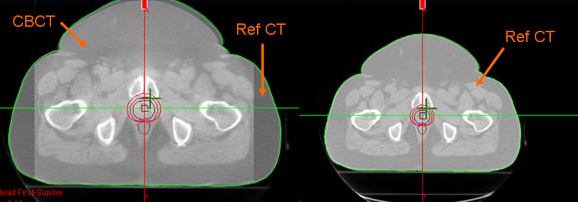 CBCT
Ref CT
Ref CT
Head First-Supine